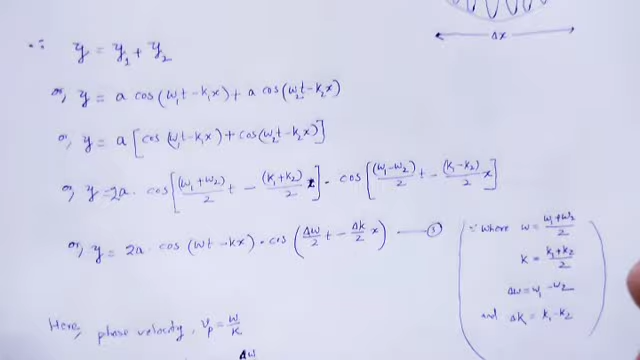 Δx
∴ y = y₁ + y₂
or, y = a cos(ω₁t - k₁x) + a cos(ω₂t - k₂x)
or, y = a [cos(ω₁t - k₁x) + cos(ω₂t - k₂x)]
or, y = 2a · cos[(ω₁+ω₂)/2 t - (k₁+k₂)/2 x] · cos[(ω₁-ω₂)/2 t - (k₁-k₂)/2 x]
or, y = 2a · cos(ωt - kx) · cos(Δω/2 t - Δk/2 x)
∵ where ω = (ω₁+ω₂)/2
k = (k₁+k₂)/2
Δω = ω₁ - ω₂
and Δk = k₁ - k₂
Here, phase velocity, v_p = ω/k
Δω